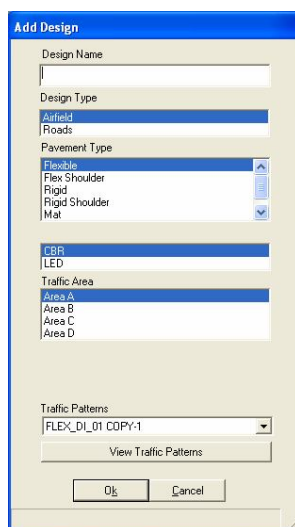 Add Design
Design Name
Design Type
Airfield
Roads
Pavement Type
Flexible
Flex Shoulder
Rigid
Rigid Shoulder
Mat
CBR
LED
Traffic Area
Area A
Area B
Area C
Area D
Traffic Patterns
FLEX_DI_01 COPY-1
View Traffic Patterns
Ok
Cancel